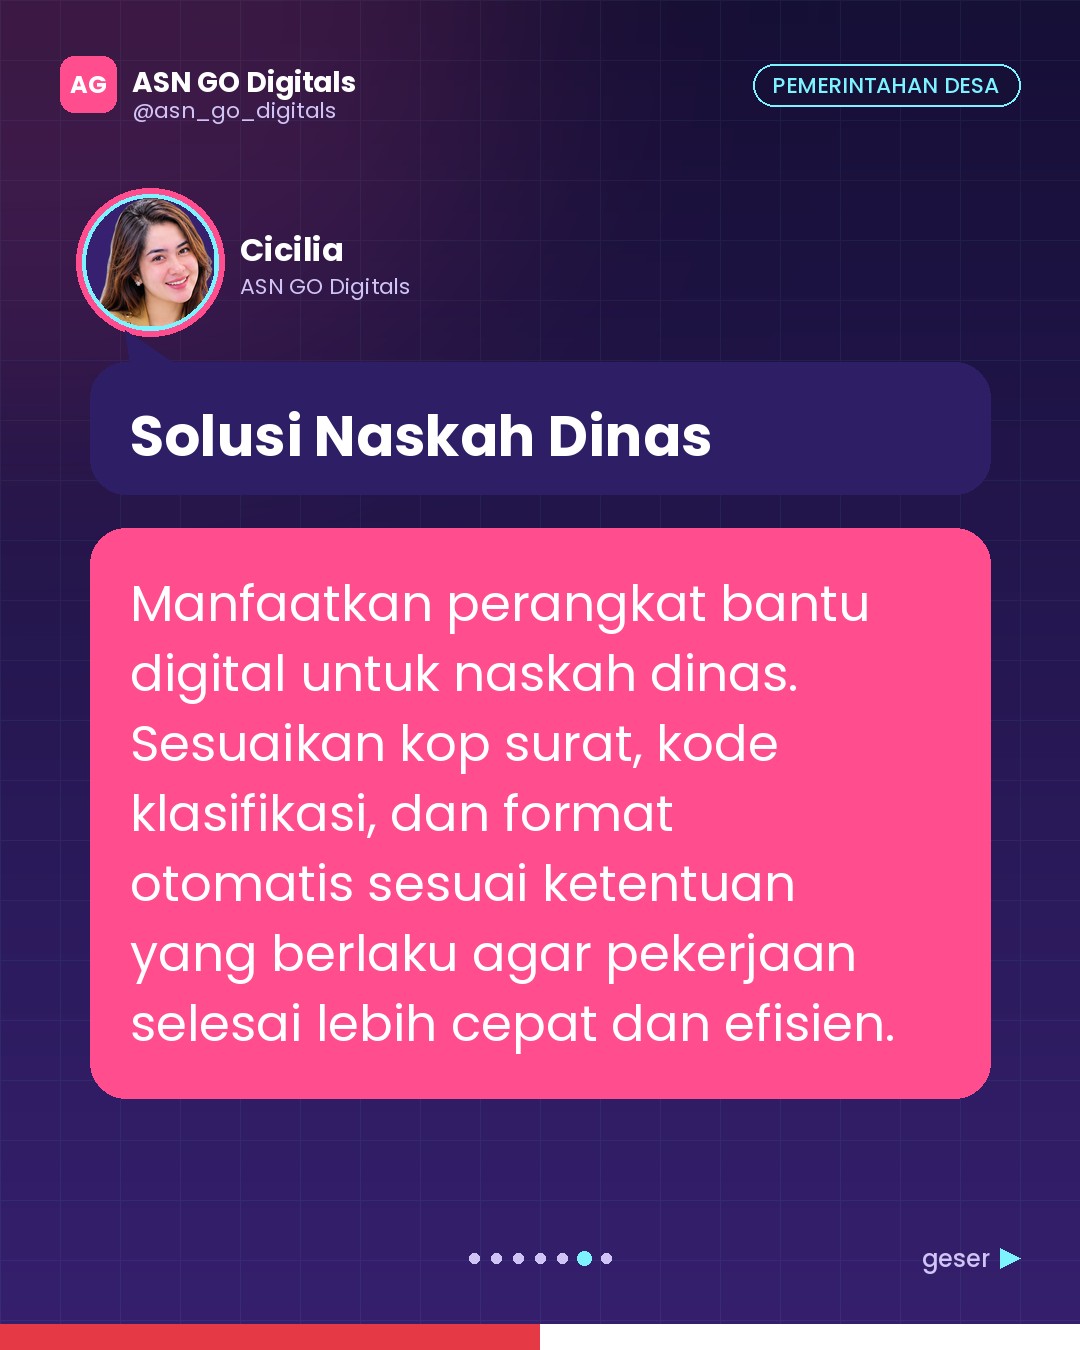 AG
ASN GO Digitals
@asn_go_digitals
PEMERINTAHAN DESA
Cicilia
ASN GO Digitals
Solusi Naskah Dinas
Manfaatkan perangkat bantu
digital untuk naskah dinas.
Sesuaikan kop surat, kode
klasifikasi, dan format
otomatis sesuai ketentuan
yang berlaku agar pekerjaan
selesai lebih cepat dan efisien.
geser